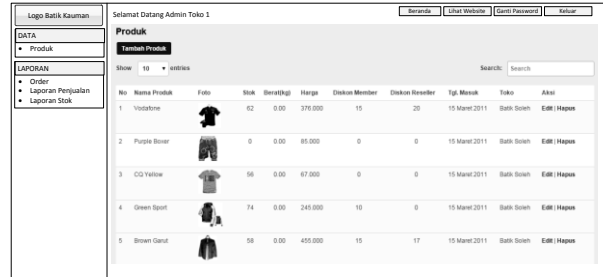 Logo Batik Kauman
DATA
• Produk
LAPORAN
• Order
• Laporan Penjualan
• Laporan Stok
Selamat Datang Admin Toko 1
Beranda Lihat Website Ganti Password Keluar
Produk
Tambah Produk
Show 10 entries Search: Search
No Nama Produk Foto Stok Berat(kg) Harga Diskon Member Diskon Reseller Tgl. Masuk Toko Aksi
1 Vodafone 62 0.00 376.000 15 20 15 Maret 2011 Batik Soleh Edit | Hapus
2 Purple Boxer 0 0.00 85.000 0 0 15 Maret 2011 Batik Soleh Edit | Hapus
3 CQ Yellow 56 0.00 67.000 0 0 15 Maret 2011 Batik Soleh Edit | Hapus
4 Green Sport 74 0.00 245.000 10 0 15 Maret 2011 Batik Soleh Edit | Hapus
5 Brown Garut 58 0.00 455.000 15 17 15 Maret 2011 Batik Soleh Edit | Hapus